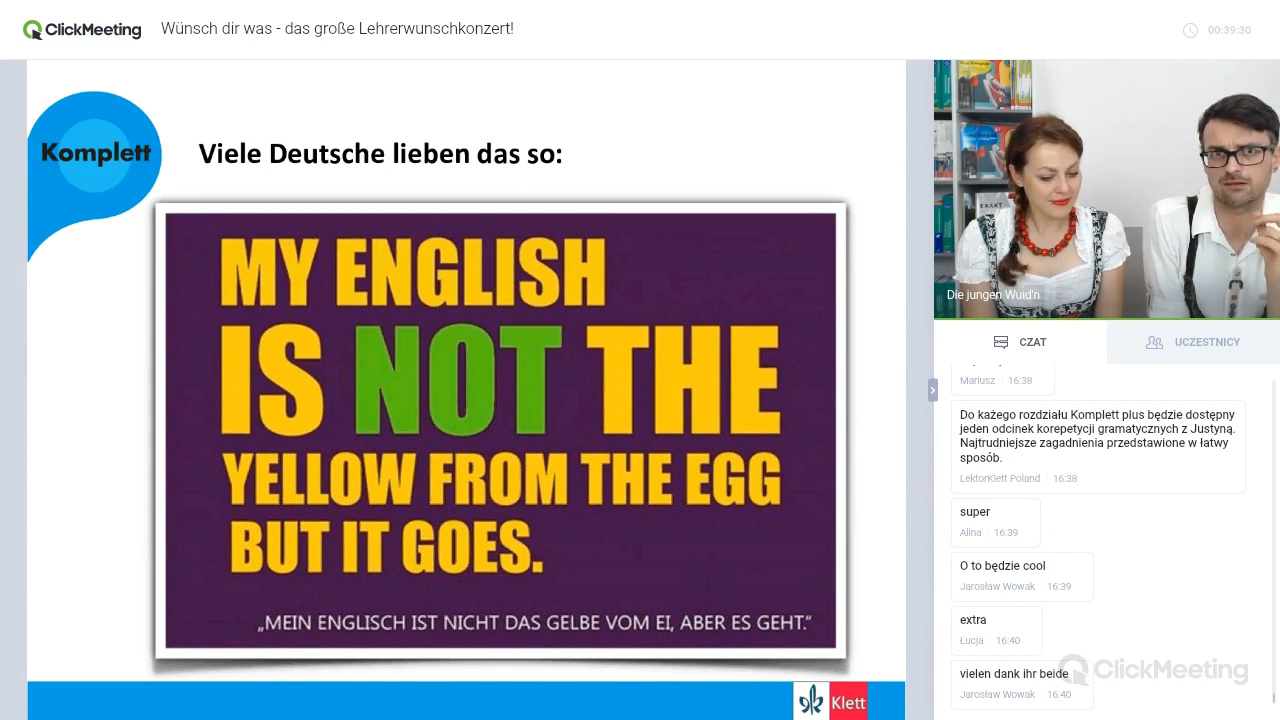 ClickMeeting
Wünsch dir was - das große Lehrerwunschkonzert!
00:39:30
Komplett
Viele Deutsche lieben das so:
MY ENGLISH
IS NOT THE
YELLOW FROM THE EGG
BUT IT GOES.
„MEIN ENGLISCH IST NICHT DAS GELBE VOM EI, ABER ES GEHT.“
Klett
EXAKT
Die jungen Wuid'n
CZAT
UCZESTNICY
Mariusz 16:38
Do każego rozdziału Komplett plus będzie dostępny
jeden odcinek korepetycji gramatycznych z Justyną.
Najtrudniejsze zagadnienia przedstawione w łatwy
sposób.
LektorKlett Poland 16:38
super
Alina 16:39
O to będzie cool
Jarosław Wowak 16:39
extra
Łucja 16:40
vielen dank ihr beide
Jarosław Wowak 16:40
ClickMeeting